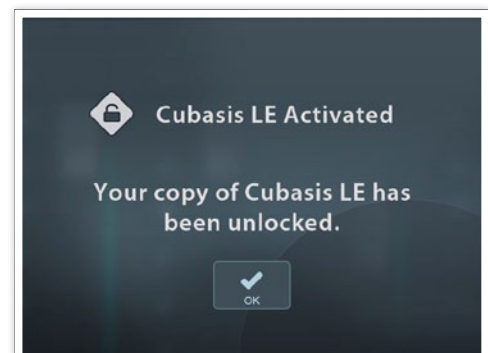 Cubasis LE Activated
Your copy of Cubasis LE has
been unlocked.
OK